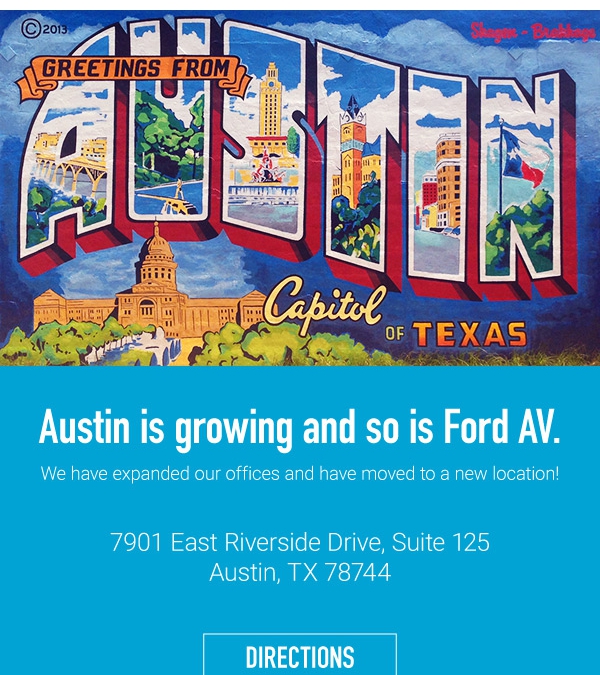 © 2013
GREETINGS FROM
AUSTIN
Capitol
OF TEXAS
Austin is growing and so is Ford AV.
We have expanded our offices and have moved to a new location!
7901 East Riverside Drive, Suite 125
Austin, TX 78744
DIRECTIONS